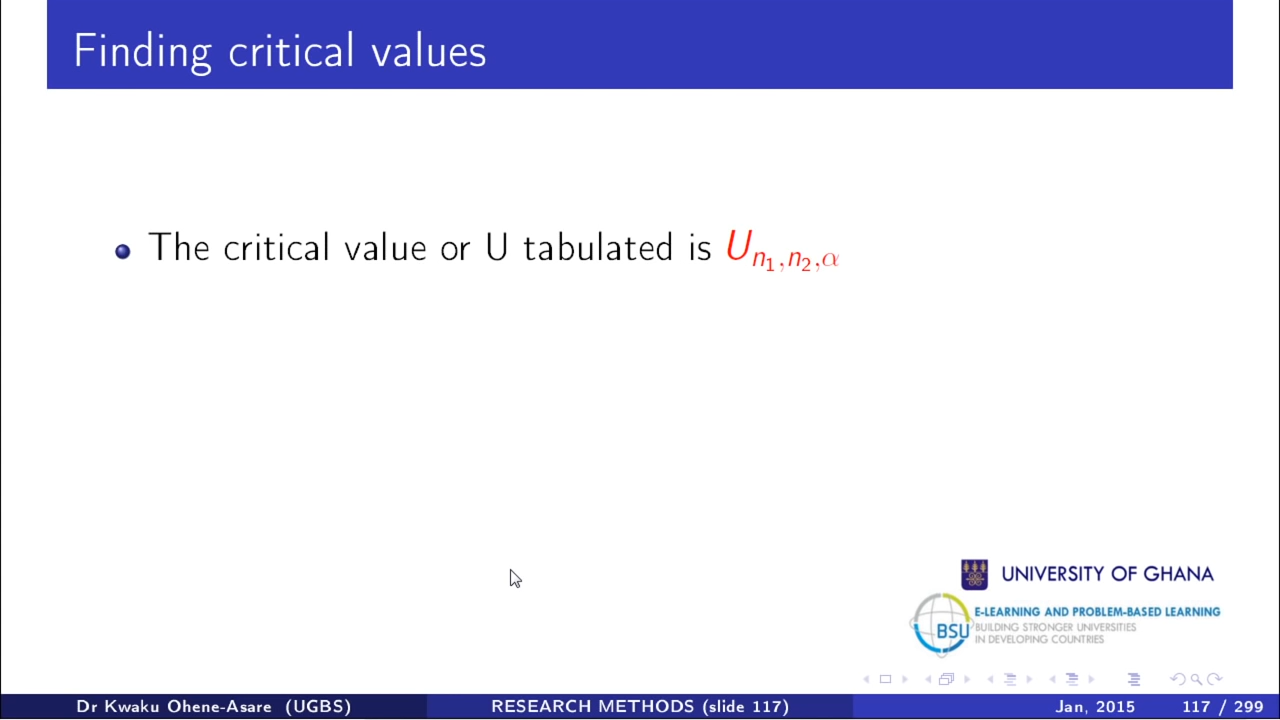 Finding critical values
The critical value or U tabulated is U_{n_1,n_2,α}
UNIVERSITY OF GHANA
E-LEARNING AND PROBLEM-BASED LEARNING
BSU BUILDING STRONGER UNIVERSITIES
IN DEVELOPING COUNTRIES
Dr Kwaku Ohene-Asare (UGBS) RESEARCH METHODS (slide 117) Jan, 2015 117 / 299